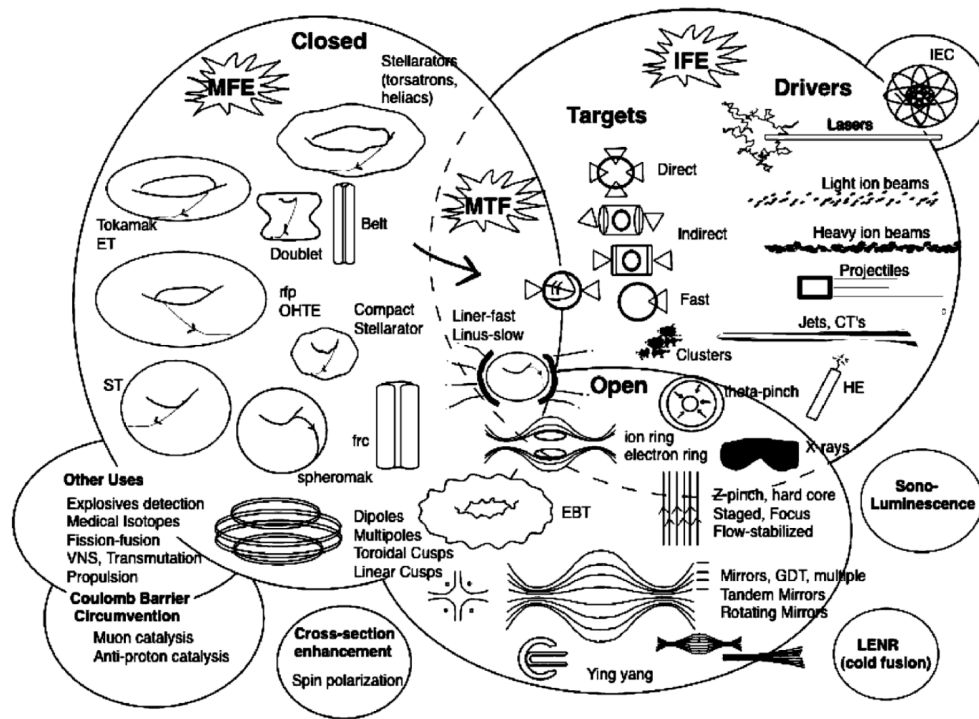 Closed
MFE
Stellarators
(torsatrons,
heliacs)
Tokamak
ET
Doublet
Belt
rfp
OHTE
Compact
Stellarator
ST
spheromak
frc
MTF
Liner-fast
Linus-slow
IFE
Targets
Direct
Indirect
Fast
Clusters
Drivers
IEC
Lasers
Light ion beams
Heavy ion beams
Projectiles
Jets, CT's
HE
X-rays
Open
theta-pinch
ion ring
electron ring
EBT
Z-pinch, hard core
Staged, Focus
Flow-stabilized
Dipoles
Multipoles
Toroidal Cusps
Linear Cusps
Mirrors, GDT, multiple
Tandem Mirrors
Rotating Mirrors
Ying yang
Other Uses
Explosives detection
Medical Isotopes
Fission-fusion
VNS, Transmutation
Propulsion
Coulomb Barrier
Circumvention
Muon catalysis
Anti-proton catalysis
Cross-section
enhancement
Spin polarization
Sono-
Luminescence
LENR
(cold fusion)